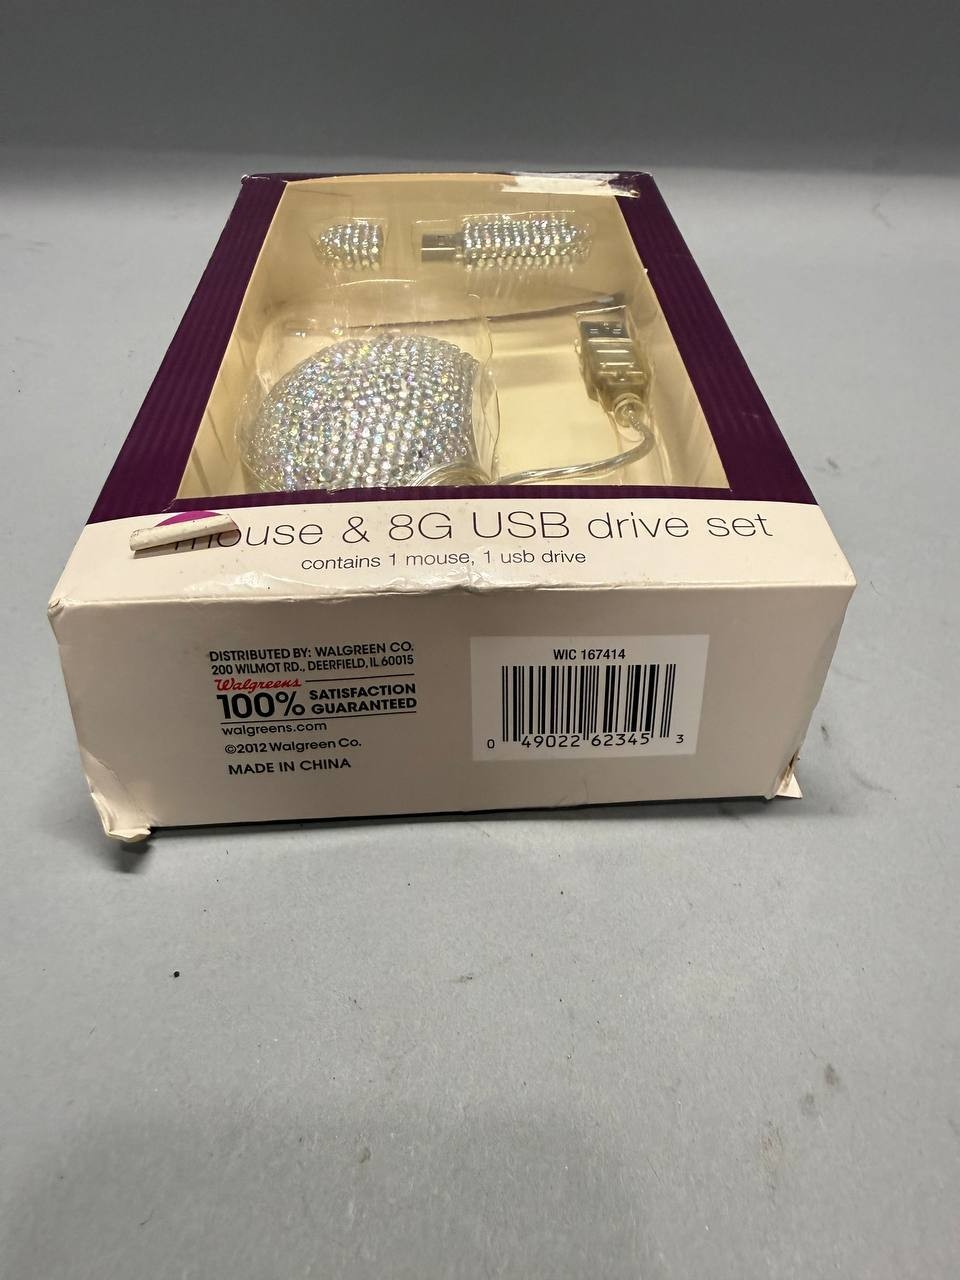 mouse & 8G USB drive set
contains 1 mouse, 1 usb drive
DISTRIBUTED BY: WALGREEN CO.
200 WILMOT RD., DEERFIELD, IL 60015
Walgreens
100% SATISFACTION GUARANTEED
walgreens.com
©2012 Walgreen Co.
MADE IN CHINA
WIC 167414
0 49022 62345 3